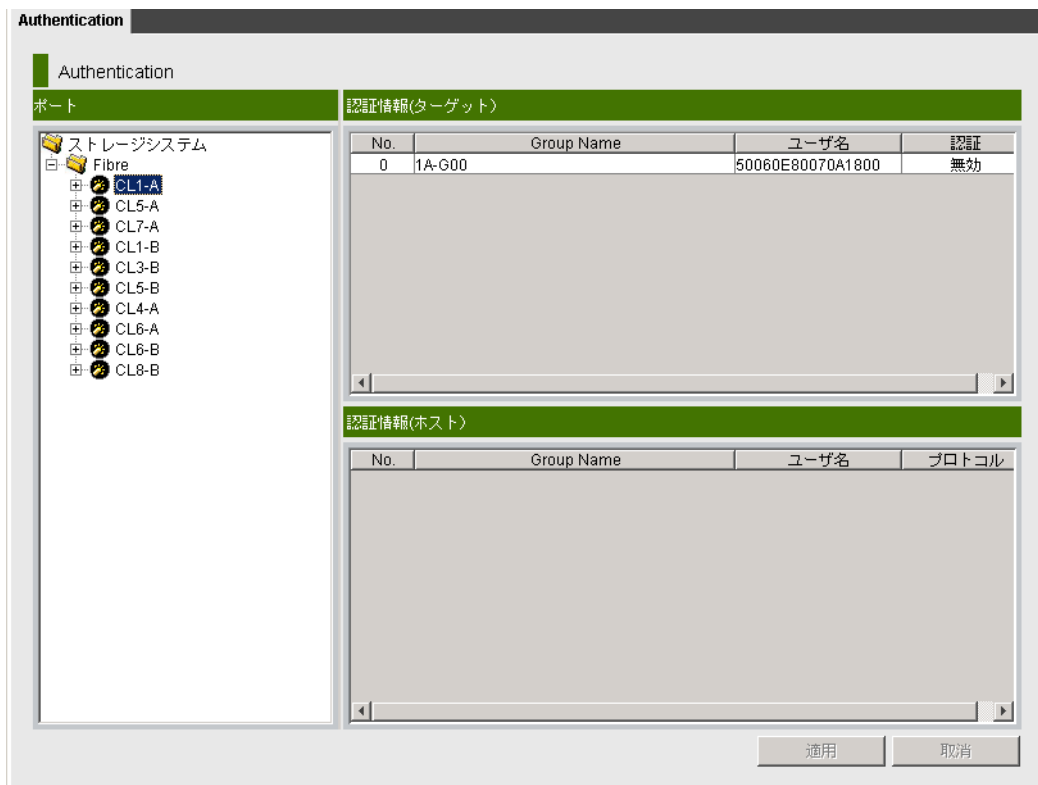 Authentication
Authentication
ポート
認証情報(ターゲット)
ストレージシステム
Fibre
CL1-A
CL5-A
CL7-A
CL1-B
CL3-B
CL5-B
CL4-A
CL6-A
CL6-B
CL8-B
No. Group Name ユーザ名 認証
0 1A-G00 50060E80070A1800 無効
認証情報(ホスト)
No. Group Name ユーザ名 プロトコル
適用 取消